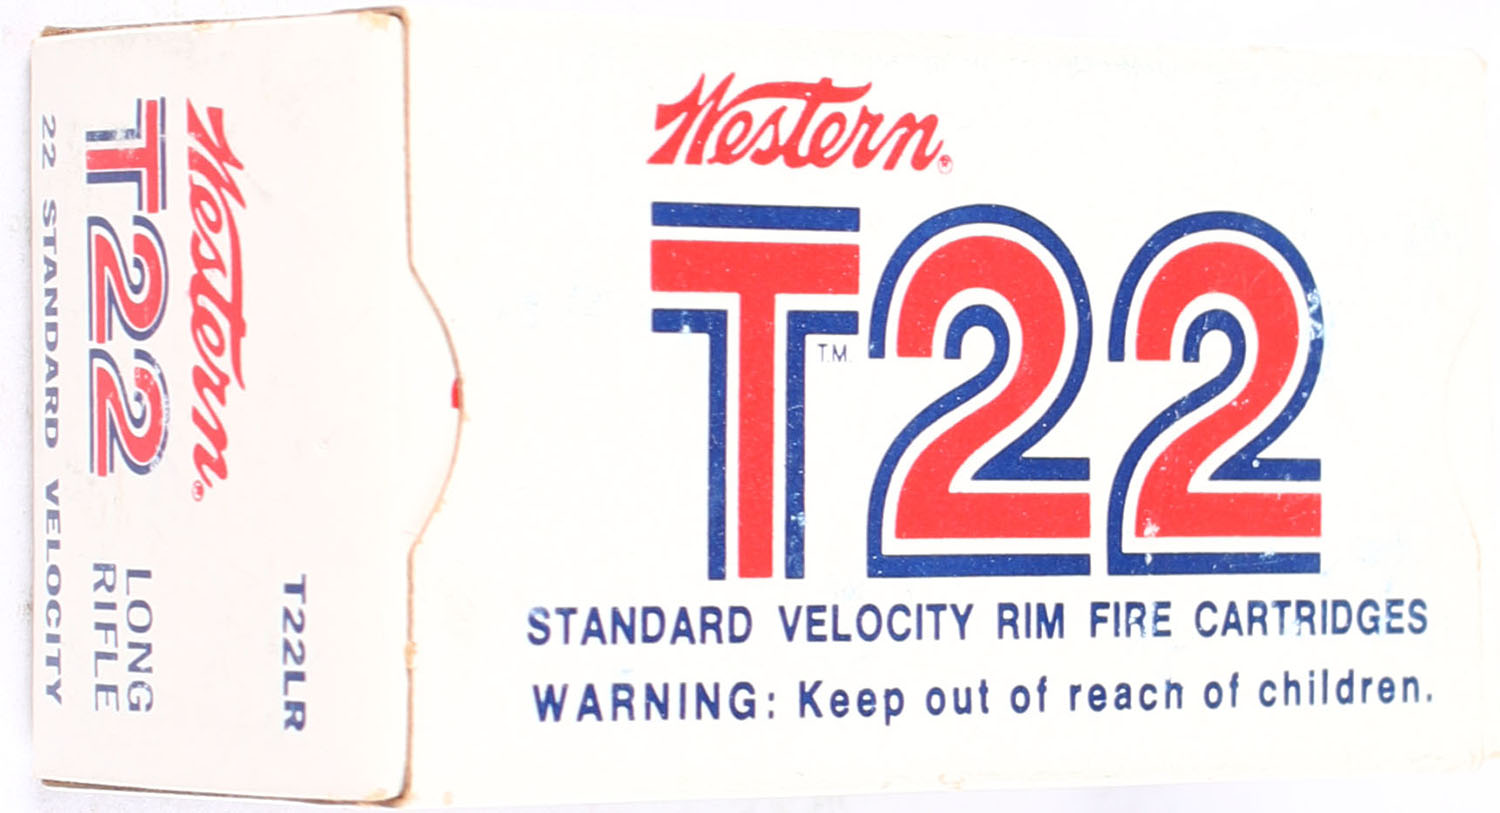 Western®
T22 T.M.
STANDARD VELOCITY RIM FIRE CARTRIDGES
WARNING: Keep out of reach of children.
T22LR
Western®
T22 LONG
RIFLE
22 STANDARD VELOCITY